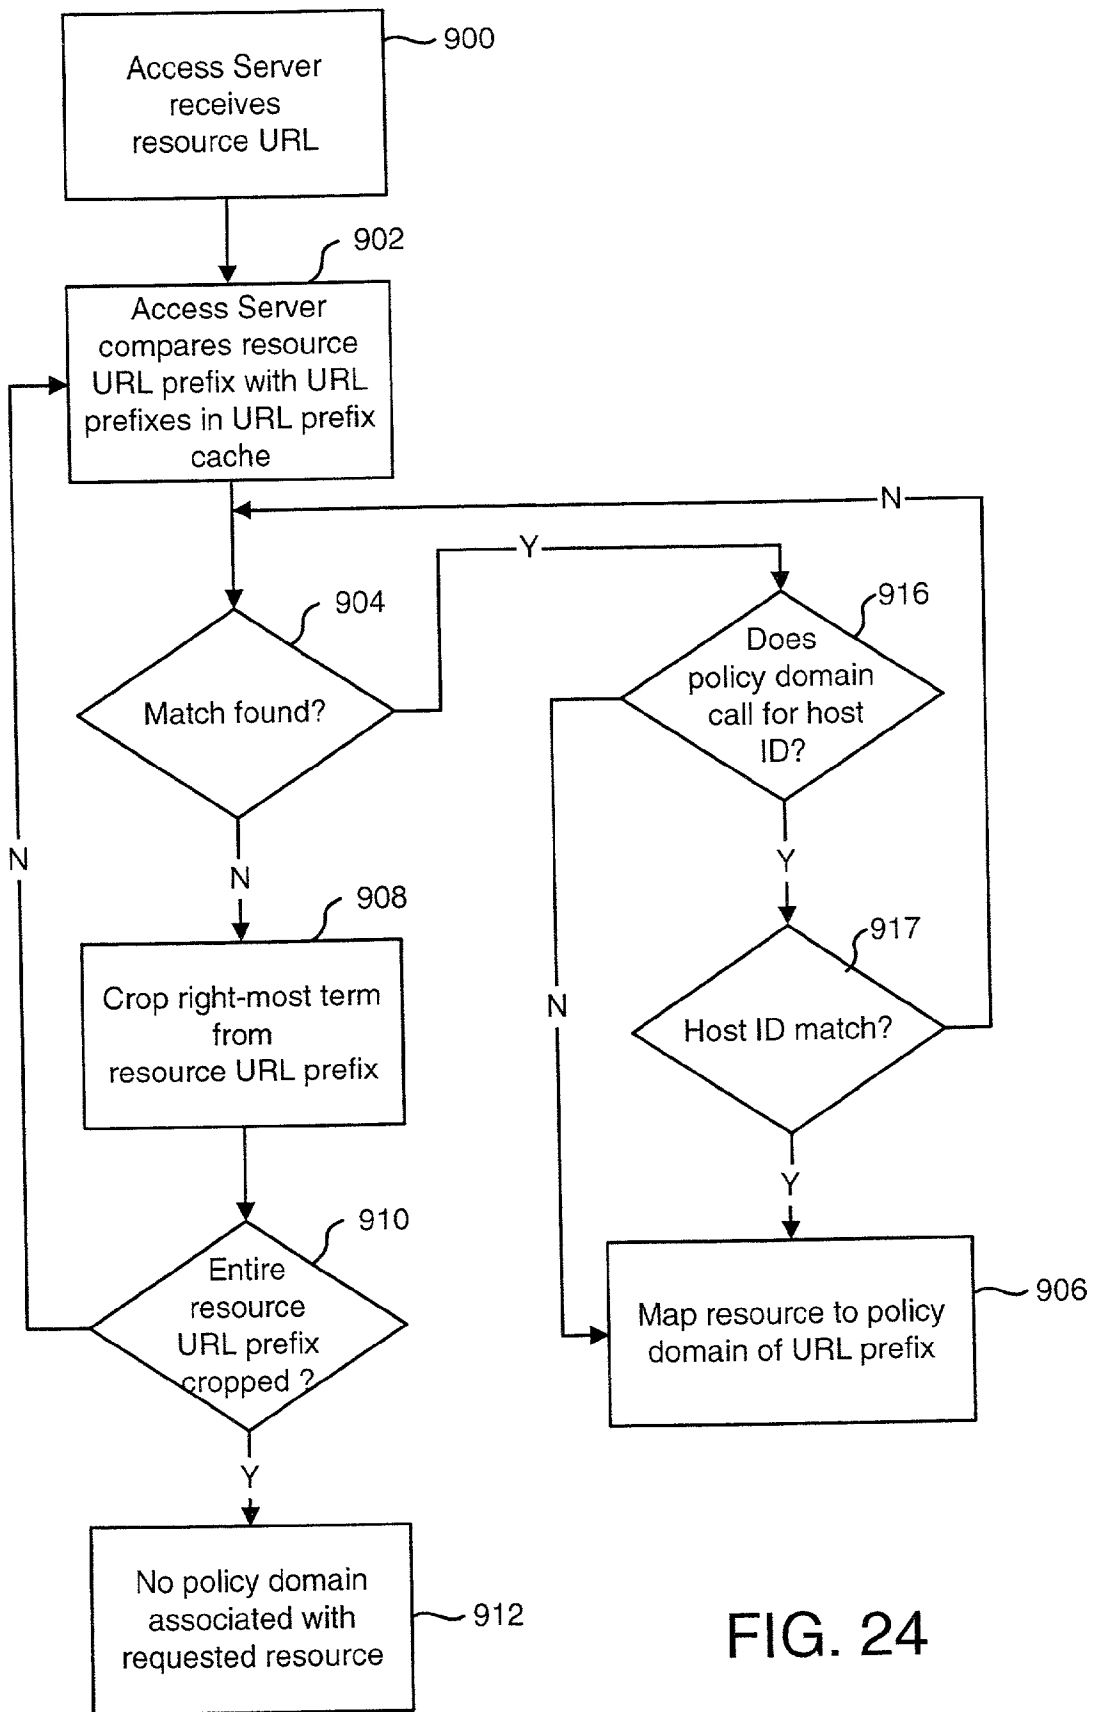 Access Server
receives
resource URL
900
902
Access Server
compares resource
URL prefix with URL
prefixes in URL prefix
cache
N
Y
904
Match found?
916
Does
policy domain
call for host
ID?
N
N
Y
908
Crop right-most term
from
resource URL prefix
917
Host ID match?
N
Y
910
Entire
resource
URL prefix
cropped ?
906
Map resource to policy
domain of URL prefix
Y
No policy domain
associated with
requested resource
912
FIG. 24